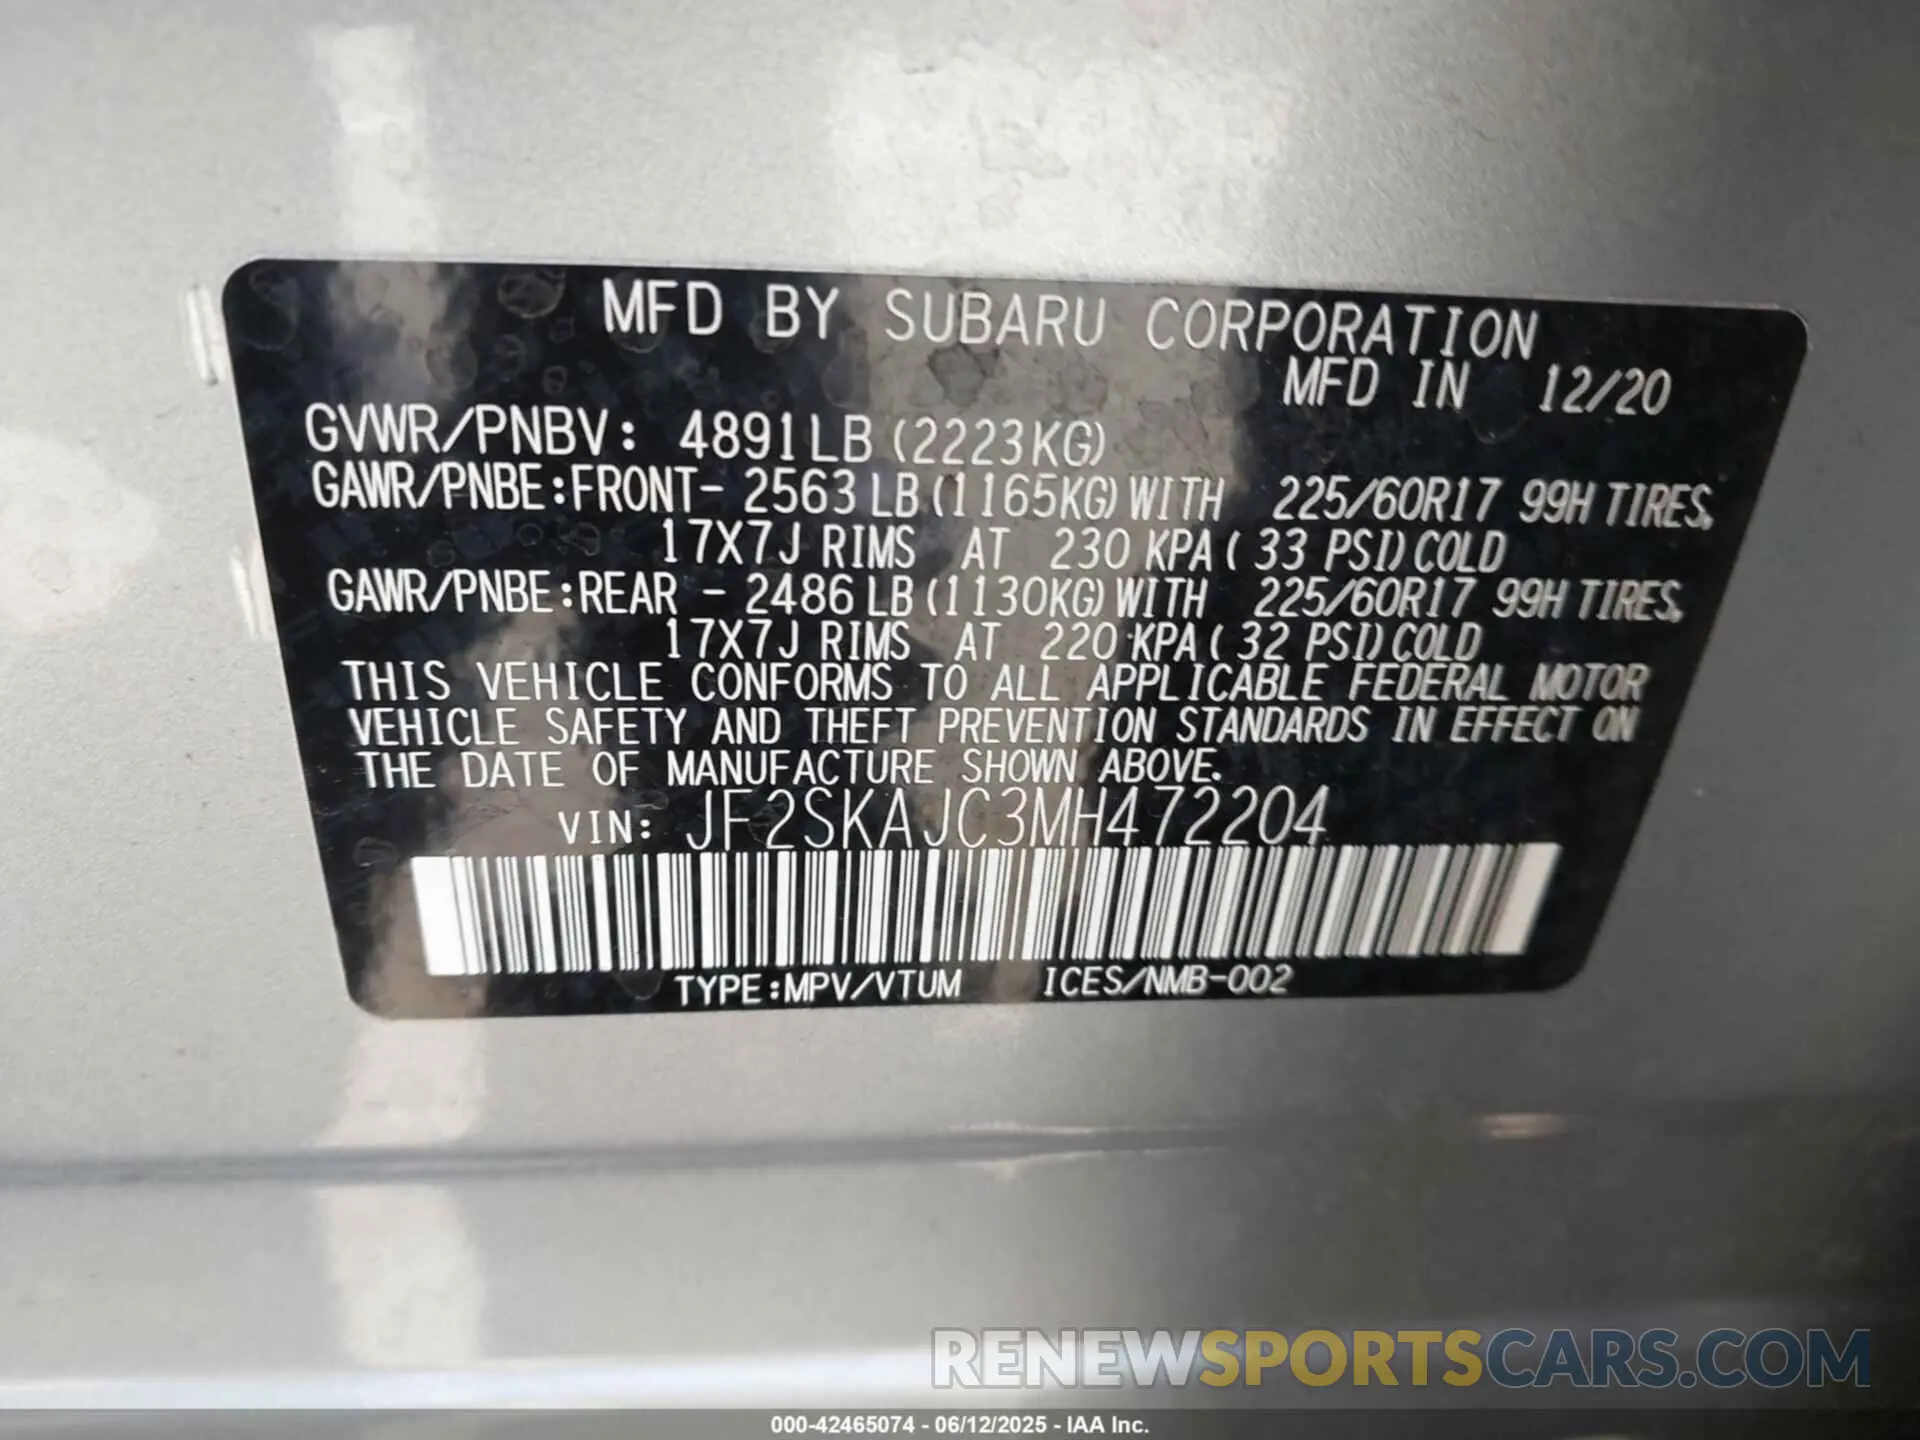 MFD BY SUBARU CORPORATION
MFD IN 12/20
GVWR/PNBV: 4891LB (2223KG)
GAWR/PNBE:FRONT- 2563 LB (1165KG) WITH 225/60R17 99H TIRES,
17X7J RIMS AT 230 KPA ( 33 PSI) COLD
GAWR/PNBE:REAR - 2486 LB (1130KG) WITH 225/60R17 99H TIRES,
17X7J RIMS AT 220 KPA ( 32 PSI) COLD
THIS VEHICLE CONFORMS TO ALL APPLICABLE FEDERAL MOTOR
VEHICLE SAFETY AND THEFT PREVENTION STANDARDS IN EFFECT ON
THE DATE OF MANUFACTURE SHOWN ABOVE.
VIN: JF2SKAJC3MH472204
TYPE:MPV/VTUM ICES/NMB-002
RENEWSPORTSCARS.COM
000-42465074 - 06/12/2025 - IAA Inc.